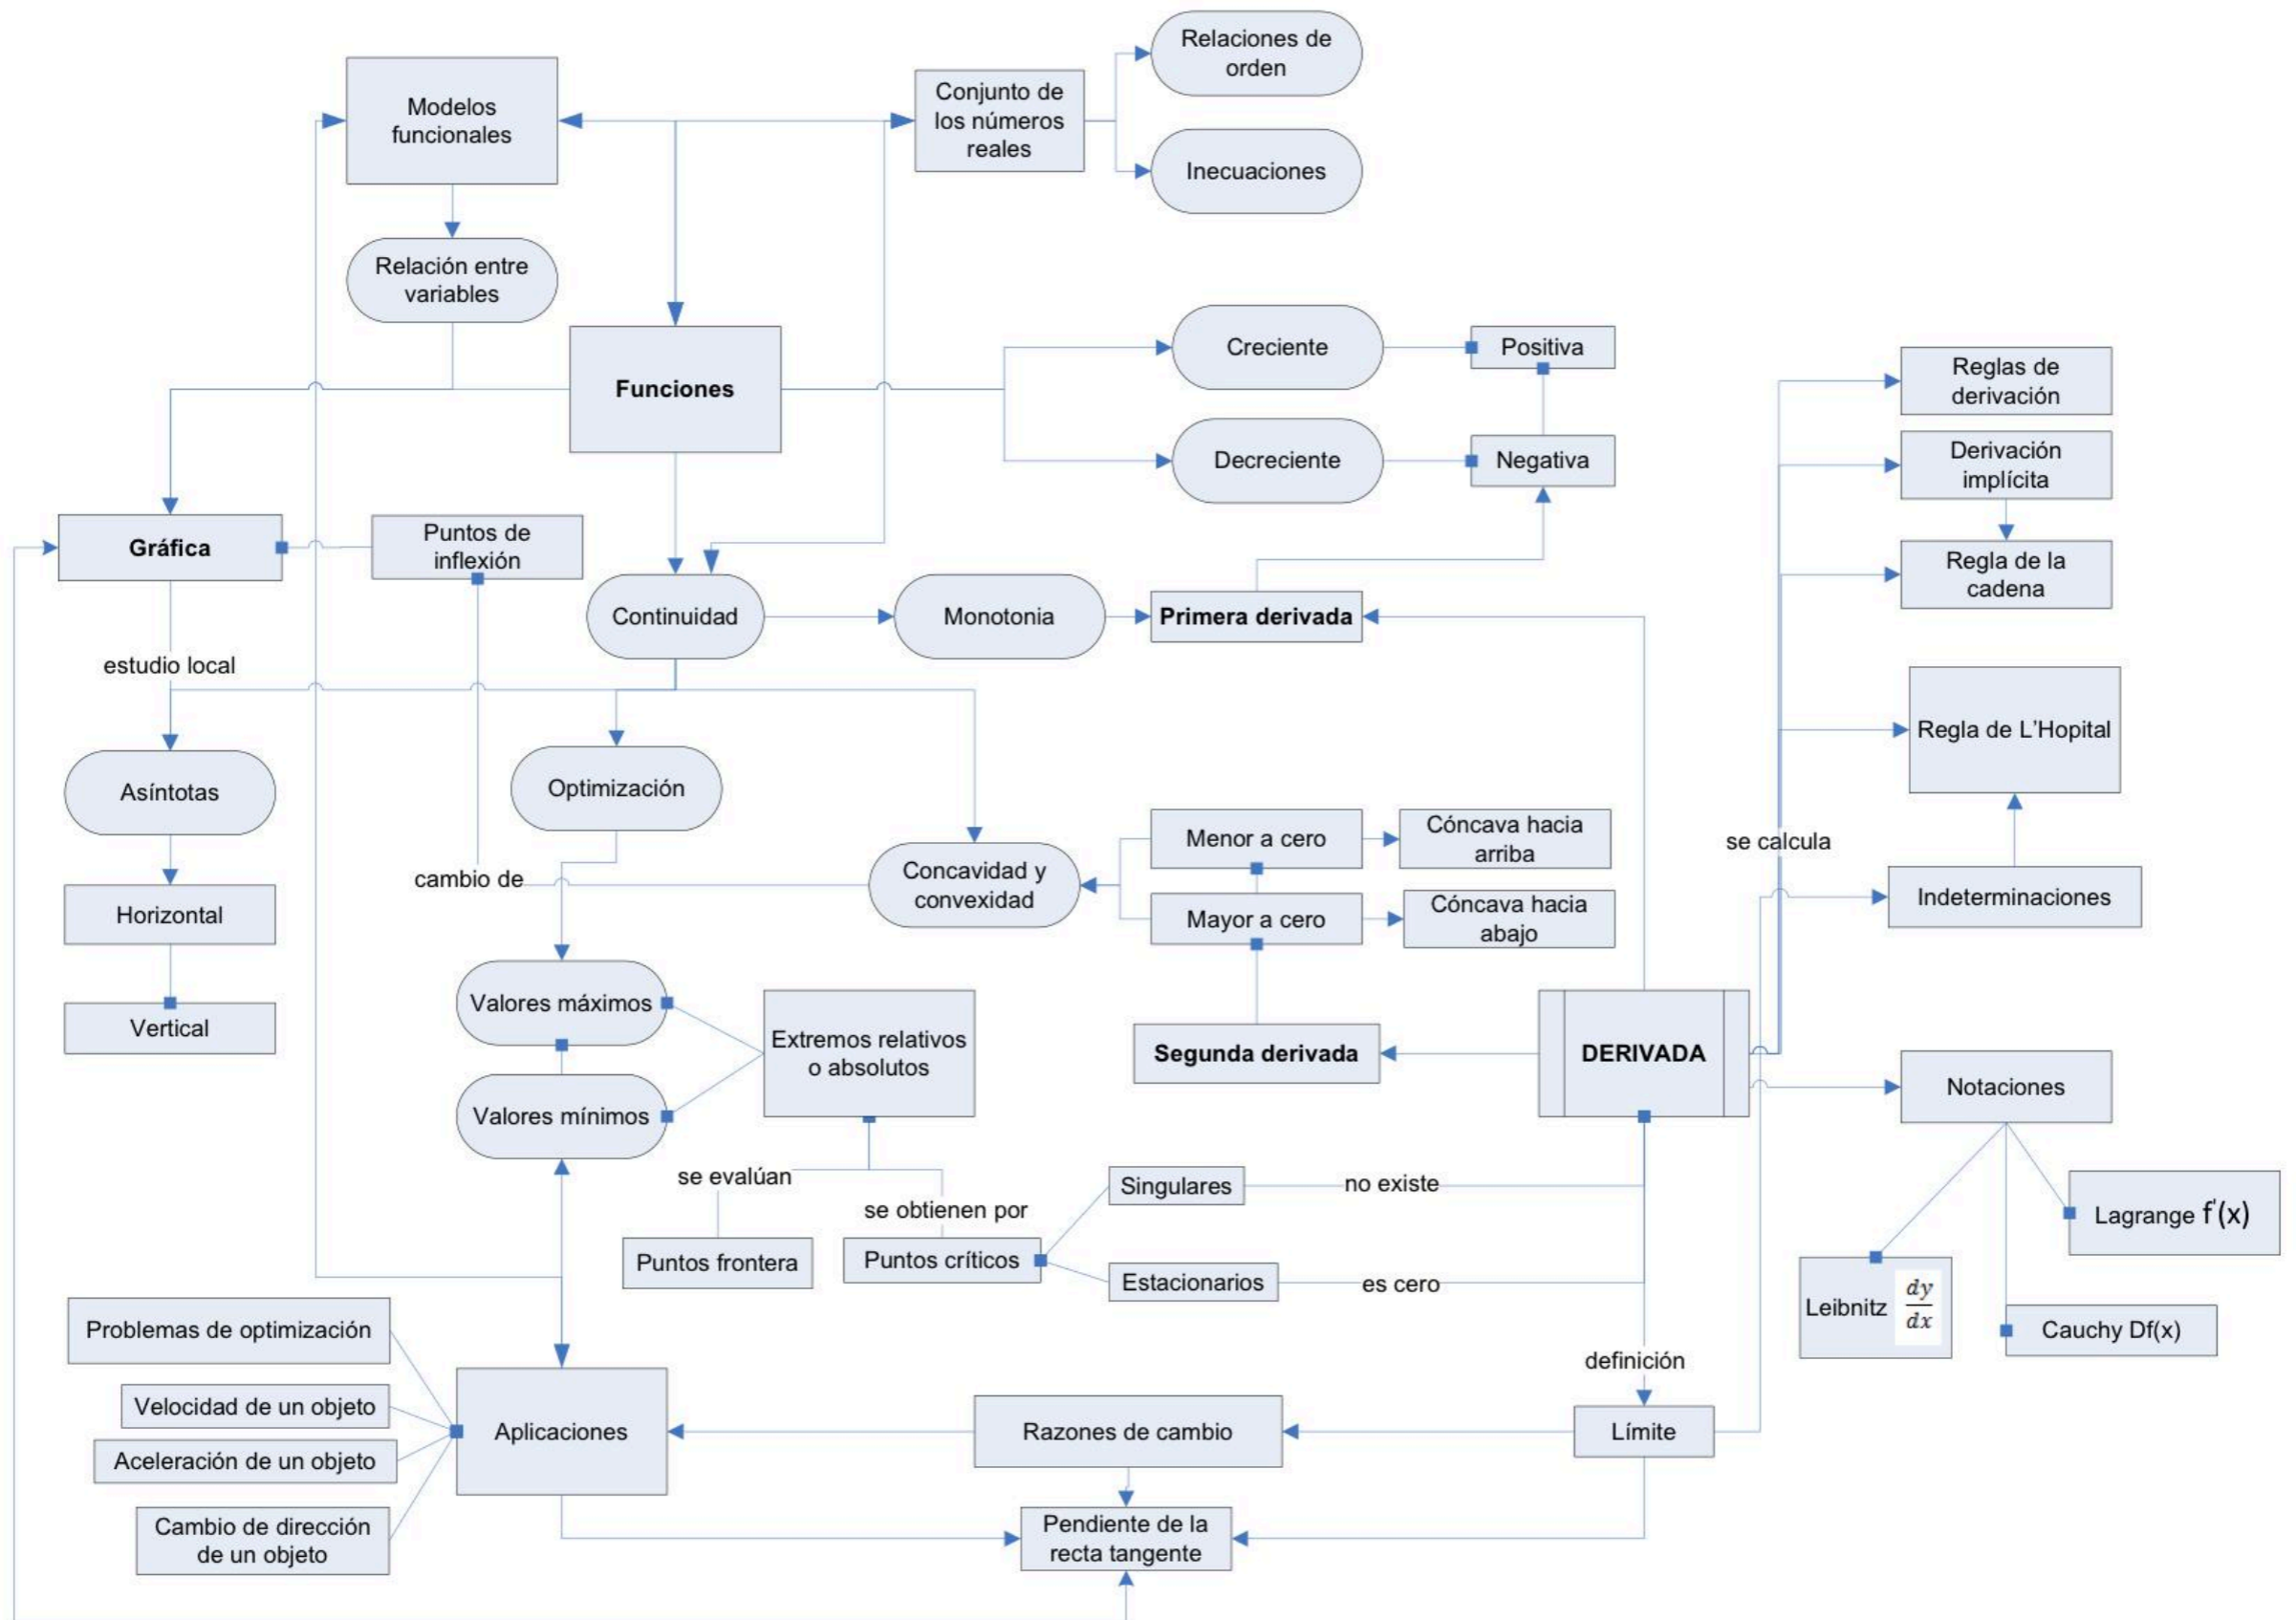 Relaciones de
orden
Modelos
funcionales
Conjunto de
los números
reales
Inecuaciones
Relación entre
variables
Creciente
Positiva
Funciones
Reglas de
derivación
Decreciente
Negativa
Derivación
implícita
Gráfica
Puntos de
inflexión
Regla de la
cadena
Continuidad
Monotonia
Primera derivada
estudio local
Regla de L'Hopital
Asíntotas
Optimización
Menor a cero
Cóncava hacia
arriba
se calcula
cambio de
Concavidad y
convexidad
Mayor a cero
Cóncava hacia
abajo
Indeterminaciones
Horizontal
Valores máximos
Vertical
Extremos relativos
o absolutos
Segunda derivada
DERIVADA
Notaciones
Valores mínimos
se evalúan
se obtienen por
Singulares
no existe
Lagrange f'(x)
Puntos frontera
Puntos críticos
Estacionarios
es cero
Leibnitz dy/dx
Cauchy Df(x)
Problemas de optimización
definición
Velocidad de un objeto
Aplicaciones
Razones de cambio
Límite
Aceleración de un objeto
Cambio de dirección
de un objeto
Pendiente de la
recta tangente